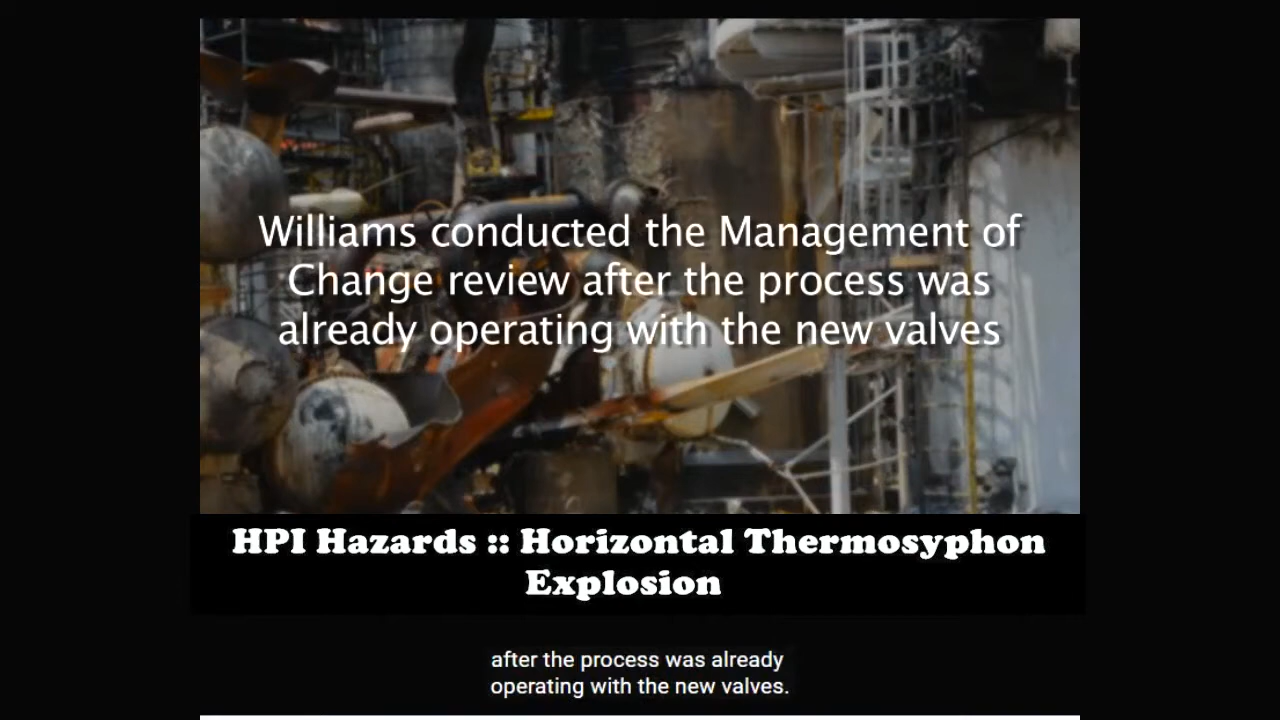 Williams conducted the Management of
Change review after the process was
already operating with the new valves
HPI Hazards :: Horizontal Thermosyphon
Explosion
after the process was already
operating with the new valves.